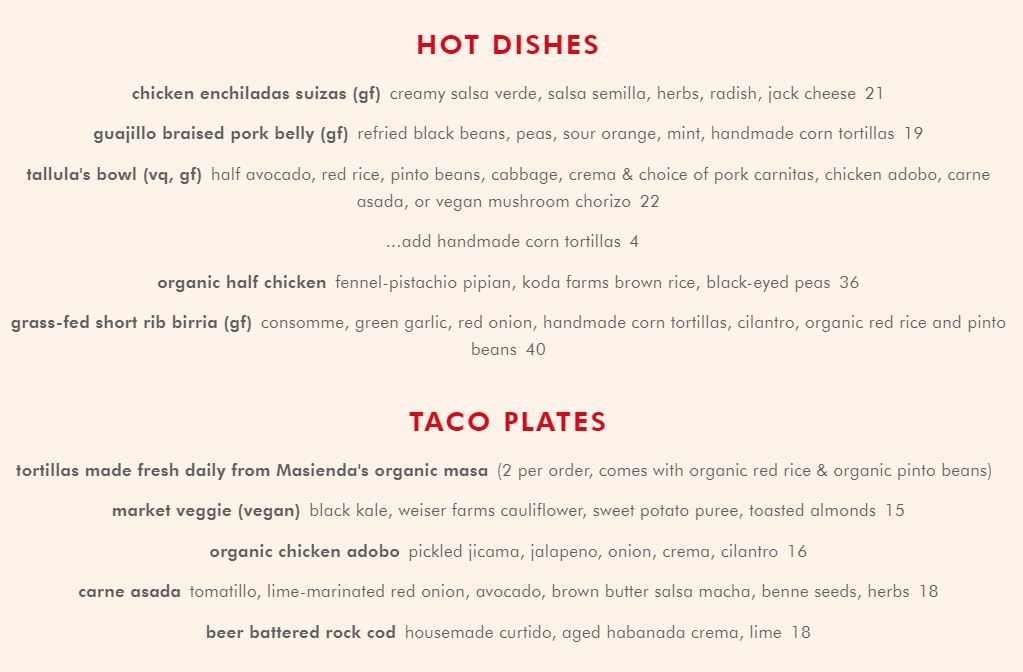 HOT DISHES
chicken enchiladas suizas (gf) creamy salsa verde, salsa semilla, herbs, radish, jack cheese 21
guajillo braised pork belly (gf) refried black beans, peas, sour orange, mint, handmade corn tortillas 19
tallula's bowl (vq, gf) half avocado, red rice, pinto beans, cabbage, crema & choice of pork carnitas, chicken adobo, carne
asada, or vegan mushroom chorizo 22
...add handmade corn tortillas 4
organic half chicken fennel-pistachio pipian, koda farms brown rice, black-eyed peas 36
grass-fed short rib birria (gf) consomme, green garlic, red onion, handmade corn tortillas, cilantro, organic red rice and pinto
beans 40
TACO PLATES
tortillas made fresh daily from Masienda's organic masa (2 per order, comes with organic red rice & organic pinto beans)
market veggie (vegan) black kale, weiser farms cauliflower, sweet potato puree, toasted almonds 15
organic chicken adobo pickled jicama, jalapeno, onion, crema, cilantro 16
carne asada tomatillo, lime-marinated red onion, avocado, brown butter salsa macha, benne seeds, herbs 18
beer battered rock cod housemade curtido, aged habanada crema, lime 18